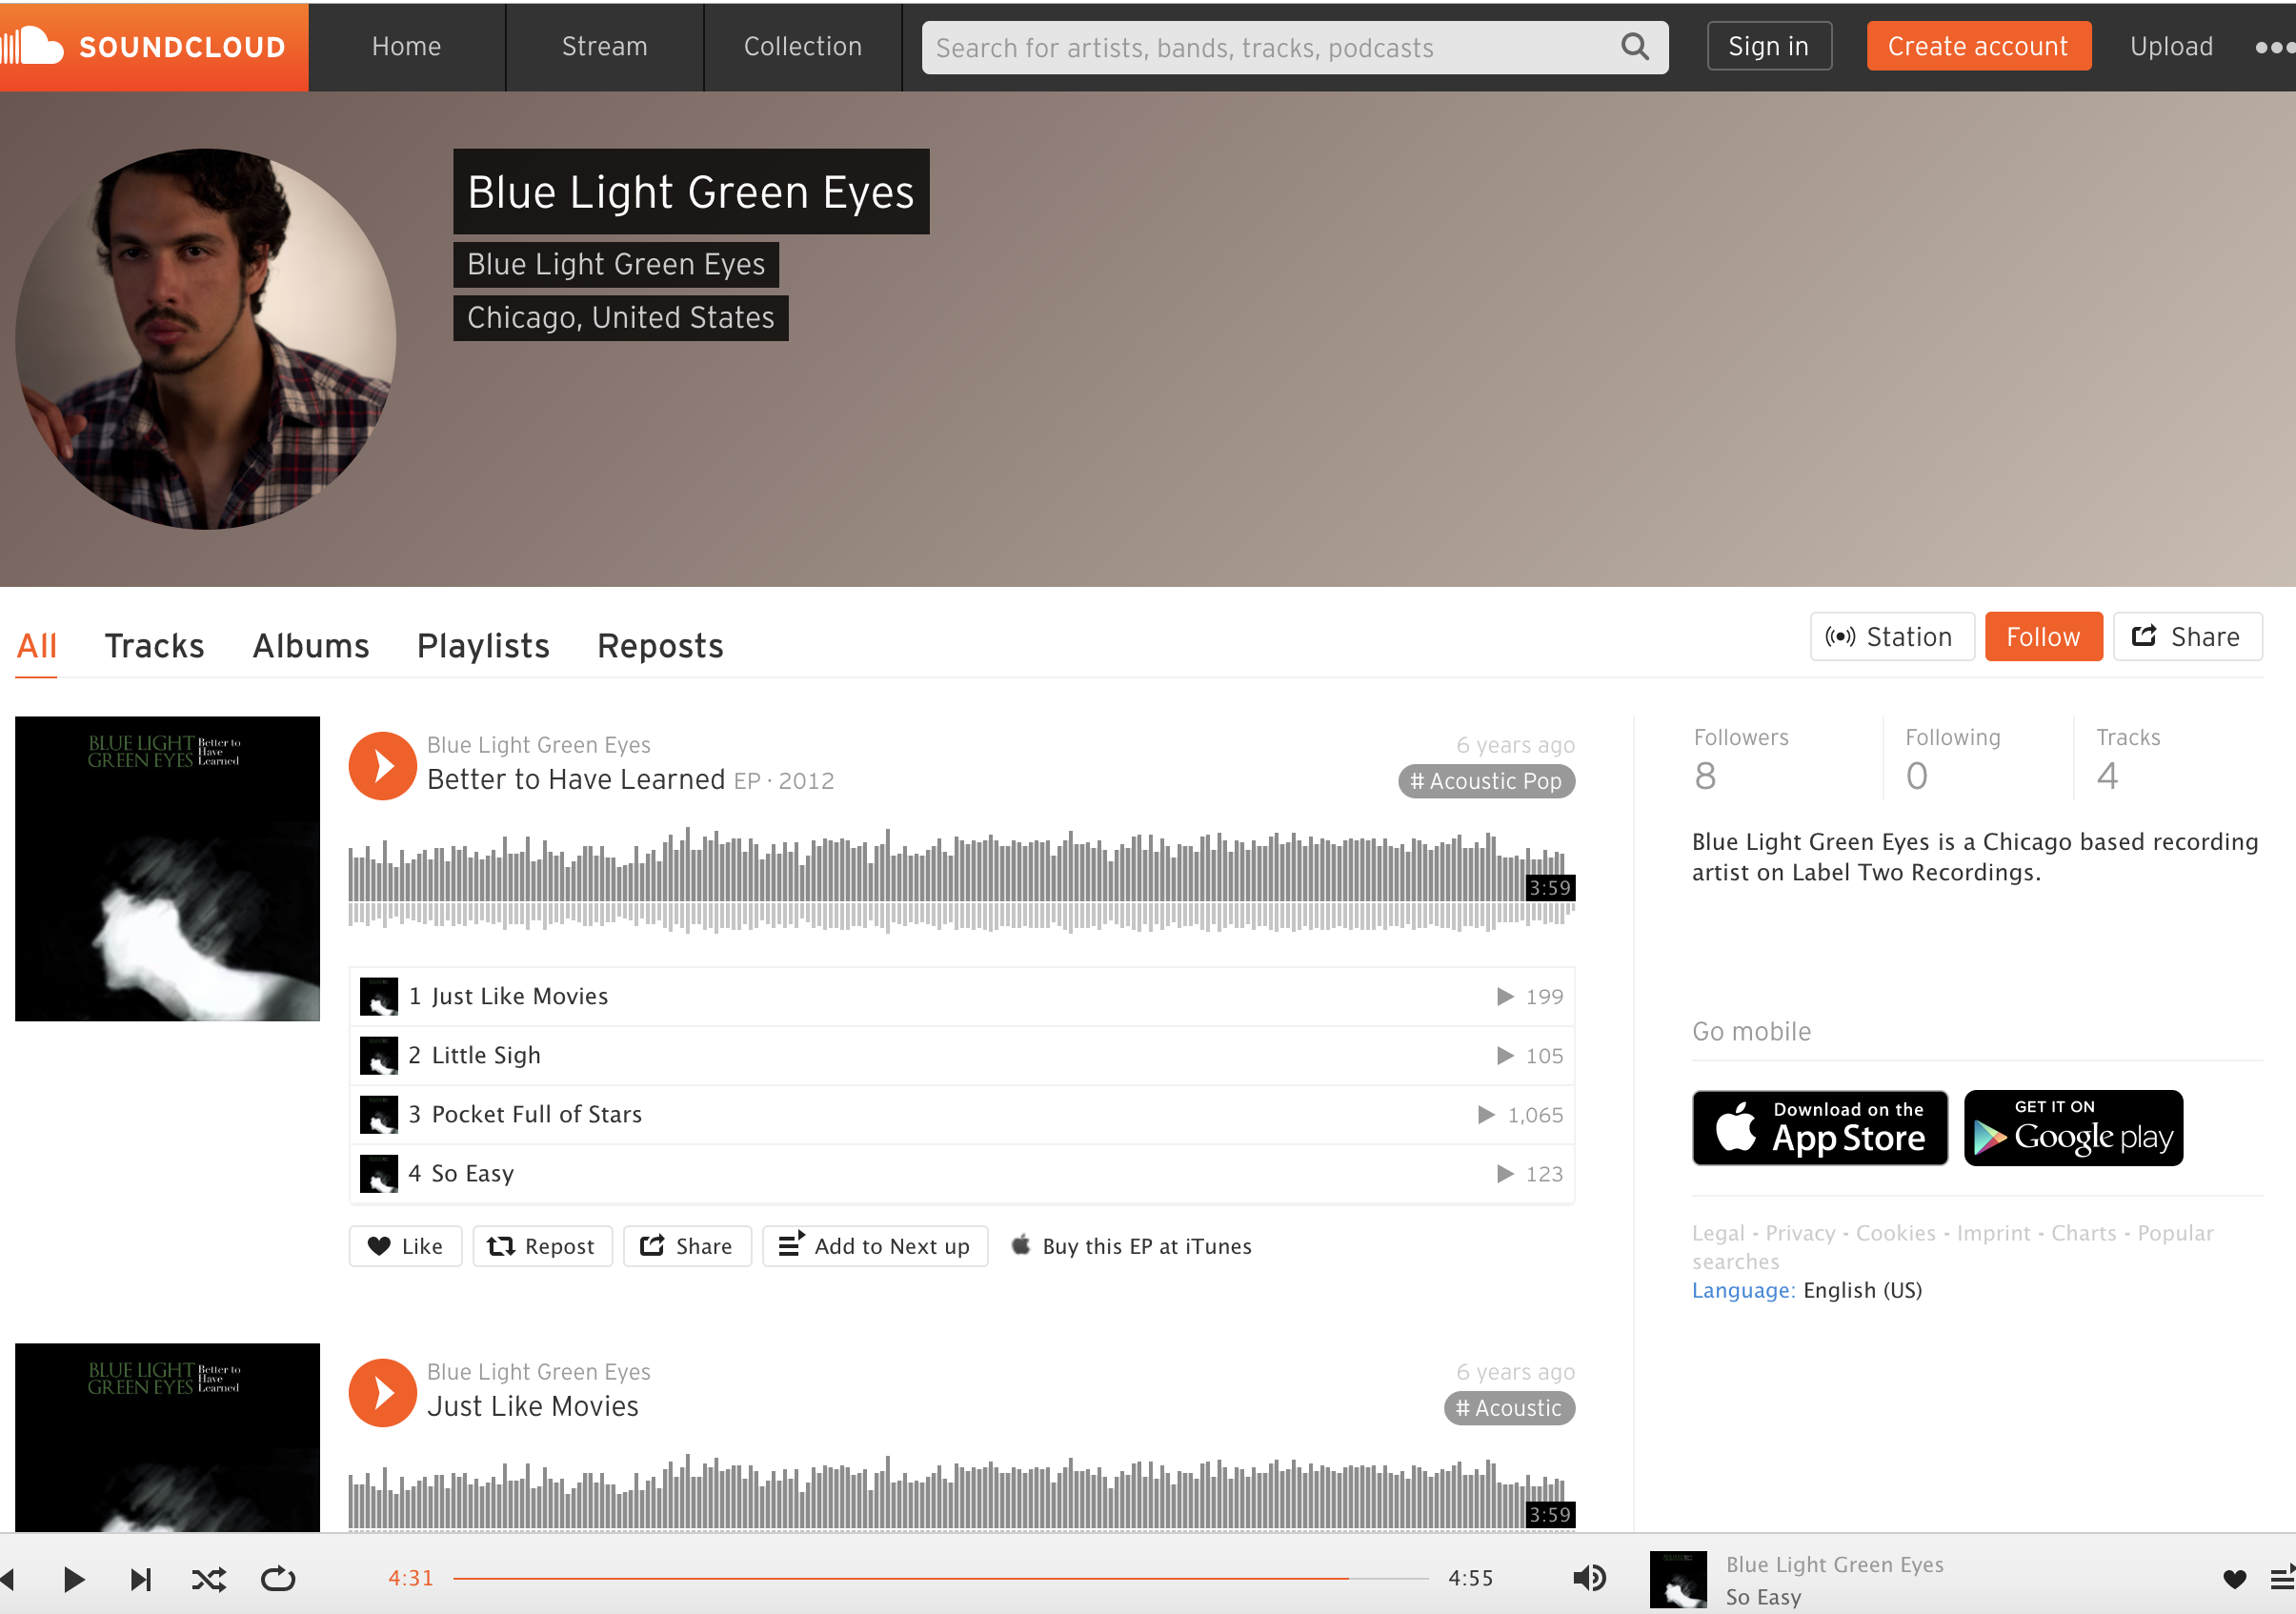 SOUNDCLOUD
Home
Stream
Collection
Search for artists, bands, tracks, podcasts
Sign in
Create account
Upload
Blue Light Green Eyes
Blue Light Green Eyes
Chicago, United States
All
Tracks
Albums
Playlists
Reposts
Station
Follow
Share
BLUE LIGHT
GREEN EYES
Better to
Have
Learned
Blue Light Green Eyes
Better to Have Learned EP · 2012
6 years ago
# Acoustic Pop
3:59
1 Just Like Movies 199
2 Little Sigh 105
3 Pocket Full of Stars 1,065
4 So Easy 123
Like
Repost
Share
Add to Next up
Buy this EP at iTunes
Followers
8
Following
0
Tracks
4
Blue Light Green Eyes is a Chicago based recording
artist on Label Two Recordings.
Go mobile
Download on the
App Store
GET IT ON
Google play
Legal - Privacy - Cookies - Imprint - Charts - Popular
searches
Language: English (US)
BLUE LIGHT
GREEN EYES
Better to
Have
Learned
Blue Light Green Eyes
Just Like Movies
6 years ago
# Acoustic
3:59
4:31
4:55
Blue Light Green Eyes
So Easy